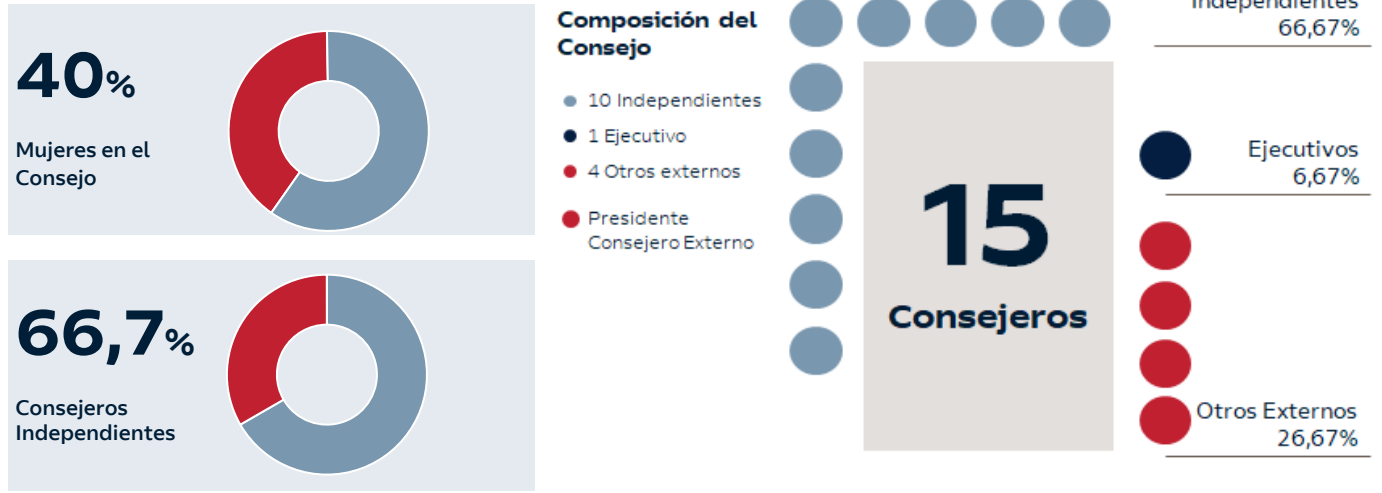 40%
Mujeres en el
Consejo
66,7%
Consejeros
Independientes
Composición del
Consejo
10 Independientes
1 Ejecutivo
4 Otros externos
Presidente
Consejero Externo
15
Consejeros
Independientes
66,67%
Ejecutivos
6,67%
Otros Externos
26,67%